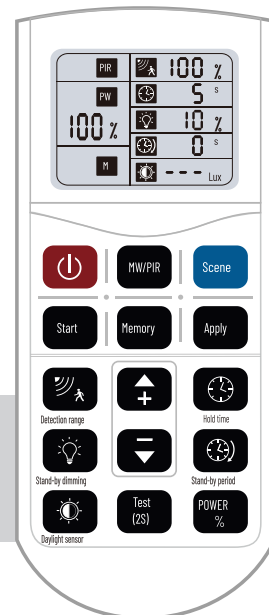 PIR
100 %
PW
5 s
100 %
10 %
0 s
M
--- Lux
MW/PIR
Scene
Start
Memory
Apply
+
Detection range
Hold time
−
Stand-by dimming
Stand-by period
Test
(2S)
POWER
%
Daylight sensor